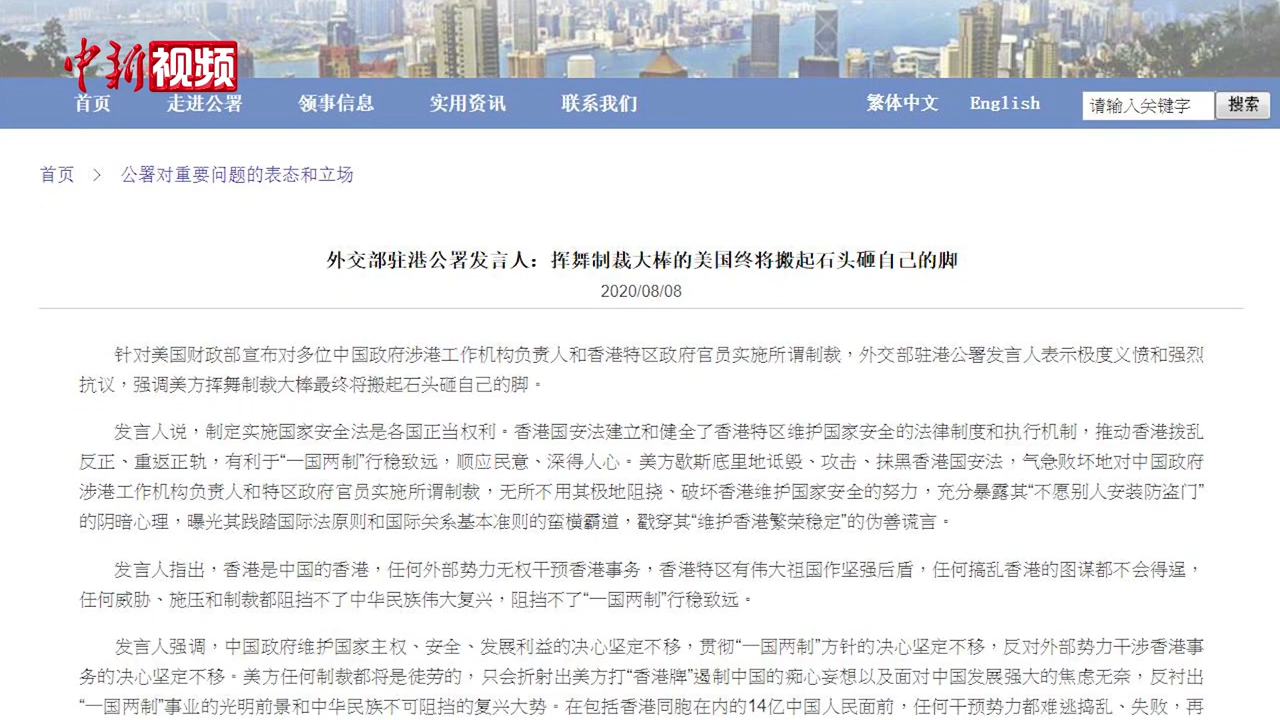 中新视频
首页 走进公署 领事信息 实用资讯 联系我们 繁体中文 English 请输入关键字 搜索
首页 > 公署对重要问题的表态和立场
外交部驻港公署发言人：挥舞制裁大棒的美国终将搬起石头砸自己的脚
2020/08/08
针对美国财政部宣布对多位中国政府涉港工作机构负责人和香港特区政府官员实施所谓制裁，外交部驻港公署发言人表示极度义愤和强烈
抗议，强调美方挥舞制裁大棒最终将搬起石头砸自己的脚。
发言人说，制定实施国家安全法是各国正当权利。香港国安法建立和健全了香港特区维护国家安全的法律制度和执行机制，推动香港拨乱
反正、重返正轨，有利于“一国两制”行稳致远，顺应民意、深得人心。美方歇斯底里地诋毁、攻击、抹黑香港国安法，气急败坏地对中国政府
涉港工作机构负责人和特区政府官员实施所谓制裁，无所不用其极地阻挠、破坏香港维护国家安全的努力，充分暴露其“不愿别人安装防盗门”
的阴暗心理，曝光其践踏国际法原则和国际关系基本准则的蛮横霸道，戳穿其“维护香港繁荣稳定”的伪善谎言。
发言人指出，香港是中国的香港，任何外部势力无权干预香港事务，香港特区有伟大祖国作坚强后盾，任何搞乱香港的图谋都不会得逞，
任何威胁、施压和制裁都阻挡不了中华民族伟大复兴，阻挡不了“一国两制”行稳致远。
发言人强调，中国政府维护国家主权、安全、发展利益的决心坚定不移，贯彻“一国两制”方针的决心坚定不移，反对外部势力干涉香港事
务的决心坚定不移。美方任何制裁都将是徒劳的，只会折射出美方打“香港牌”遏制中国的痴心妄想以及面对中国发展强大的焦虑无奈，反衬出
“一国两制”事业的光明前景和中华民族不可阻挡的复兴大势。在包括香港同胞在内的14亿中国人民面前，任何干预势力都难逃捣乱、失败，再